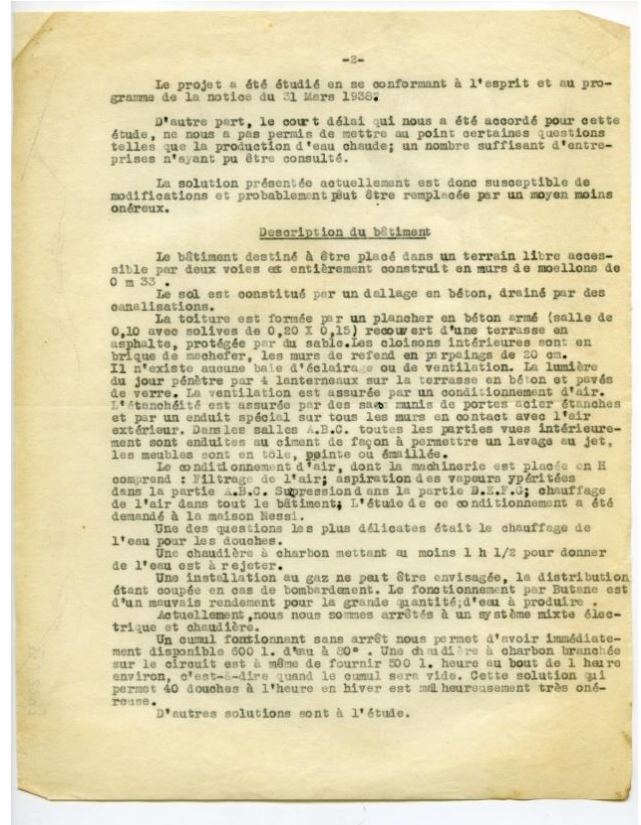 -2-
Le projet a été étudié en se conformant à l'esprit et au pro-
gramme de la notice du 31 Mars 1938.
D'autre part, le court délai qui nous a été accordé pour cette
étude, ne nous a pas permis de mettre au point certaines questions
telles que la production d'eau chaude; un nombre suffisant d'entre-
prises n'ayant pu être consulté.
La solution présentée actuellement est donc susceptible de
modifications et probablement peut être remplacée par un moyen moins
onéreux.
Description du bâtiment
Le bâtiment destiné à être placé dans un terrain libre acces-
sible par deux voies est entièrement construit en murs de moellons de
0 m 33 .
Le sol est constitué par un dallage en béton, drainé par des
canalisations.
La toiture est formée par un plancher en béton armé (salle de
0,10 avec solives de 0,20 X 0,15) recouvert d'une terrasse en
asphalte, protégée par du sable.Les cloisons intérieures sont en
brique de machefer, les murs de refend en parpaings de 20 cm.
Il n'existe aucune baie d'éclairage ou de ventilation. La lumière
du jour pénètre par 4 lanterneaux sur la terrasse en béton et pavés
de verre. La ventilation est assurée par un conditionnement d'air.
L'étanchéité est assurée par des sas munis de portes acier étanches
et par un enduit spécial sur tous les murs en contact avec l'air
extérieur. Dans les salles A.B.C. toutes les parties vues intérieure-
ment sont enduites au ciment de façon à permettre un lavage au jet,
les meubles sont en tôle, peinte ou émaillée.
Le conditionnement d'air, dont la machinerie est placée en H
comprend : Filtrage de l'air; aspiration des vapeurs ypéritées
dans la partie A.B.C. Supression dans la partie D.E.F.G; chauffage
de l'air dans tout le bâtiment; L'étude de ce conditionnement a été
demandé à la maison Nessi.
Une des questions les plus délicates était le chauffage de
l'eau pour les douches.
Une chaudière à charbon mettant au moins 1 h 1/2 pour donner
de l'eau est à rejeter.
Une installation au gaz ne peut être envisagée, la distribution
étant coupée en cas de bombardement. Le fonctionnement par Butane est
d'un mauvais rendement pour la grande quantité;d'eau à produire .
Actuellement,nous nous sommes arrêtés à un système mixte élec-
trique et chaudière.
Un cumul fontionnant sans arrêt nous permet d'avoir immédiate-
ment disponible 600 l. d'eau à 80° . Une chaudière à charbon branchée
sur le circuit est à même de fournir 500 l. heure au bout de 1 heure
environ, c'est-à-dire quand le cumul sera vide. Cette solution qui
permet 40 douches à l'heure en hiver est malheureusement très oné-
reuse.
D'autres solutions sont à l'étude.